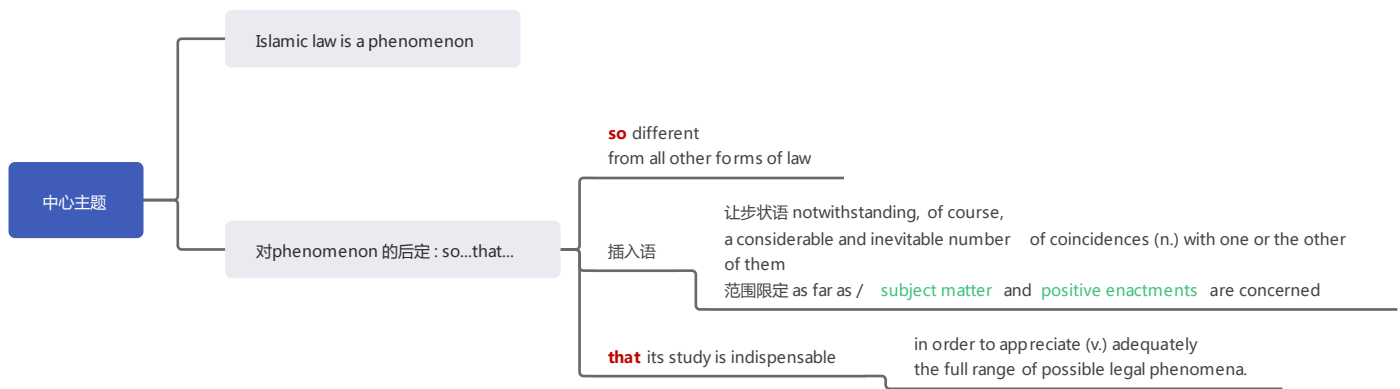 Islamic law is a phenomenon
中心主题
对phenomenon 的后定 : so...that...
so different
from all other forms of law
插入语
让步状语 notwithstanding, of course,
a considerable and inevitable number of coincidences (n.) with one or the other
of them
范围限定 as far as / subject matter and positive enactments are concerned
that its study is indispensable
in order to appreciate (v.) adequately
the full range of possible legal phenomena.